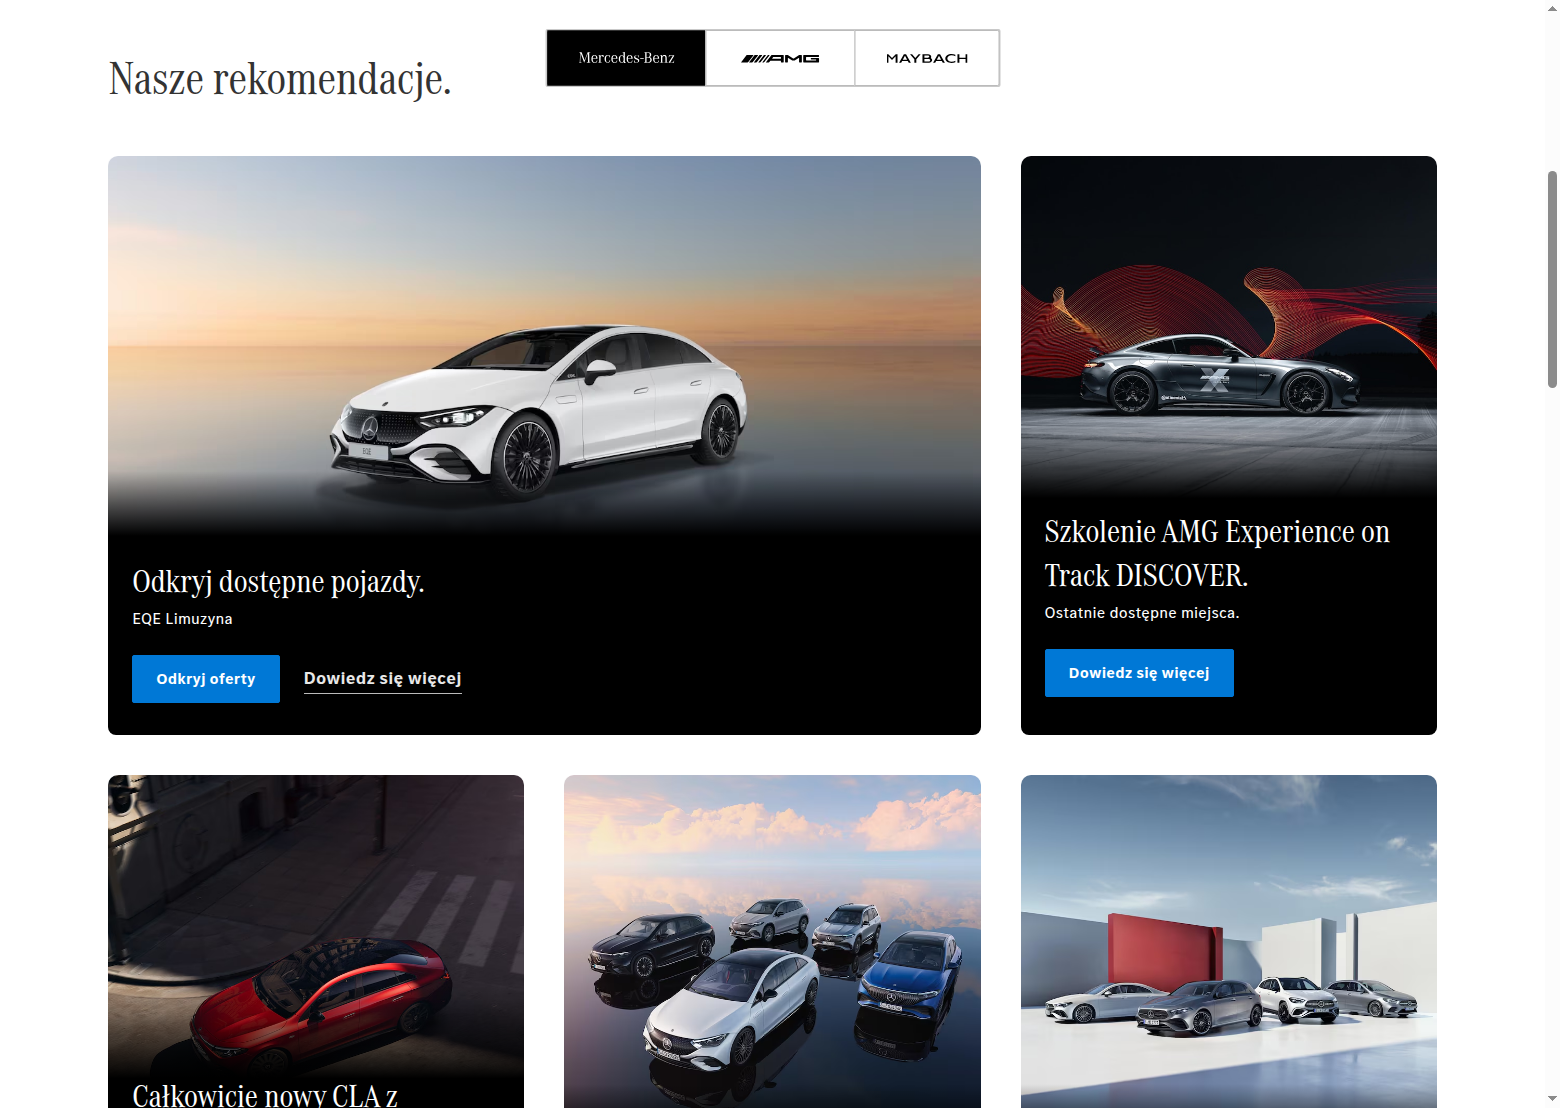 Nasze rekomendacje.
Mercedes-Benz
AMG
MAYBACH
Odkryj dostępne pojazdy.
EQE Limuzyna
Odkryj oferty
Dowiedz się więcej
Szkolenie AMG Experience on
Track DISCOVER.
Ostatnie dostępne miejsca.
Dowiedz się więcej
Całkowicie nowy CLA z